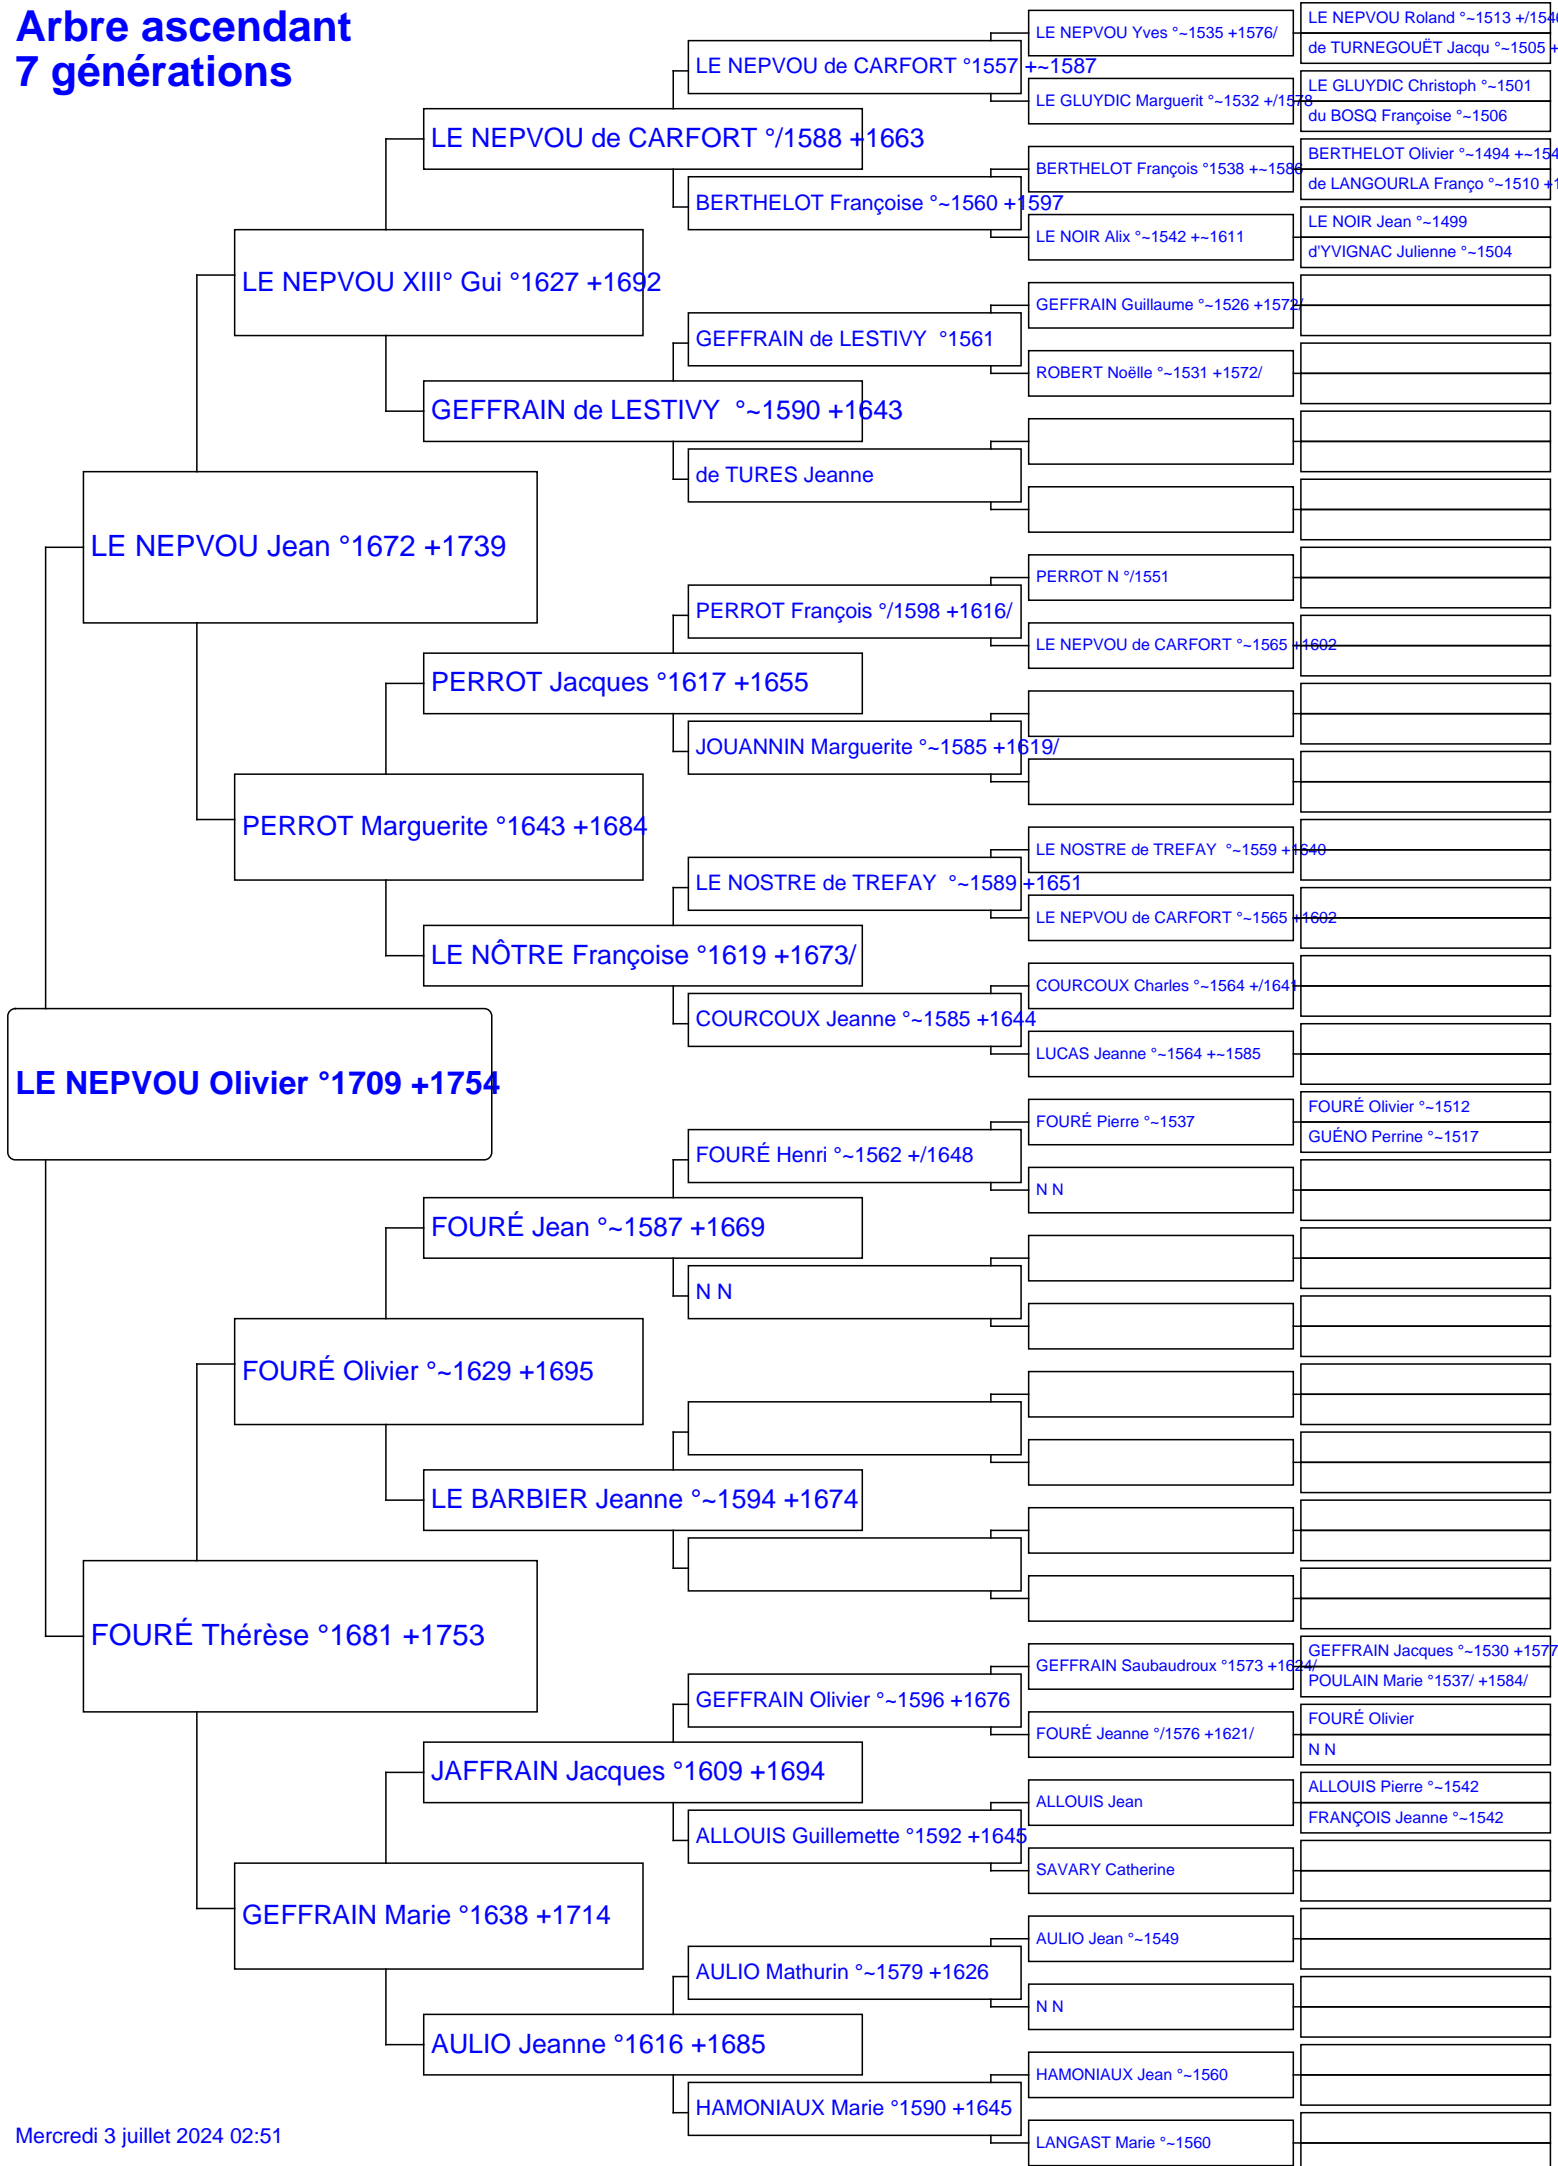 Arbre ascendant
7 générations
LE NEPVOU Roland °~1513 +/1546
LE NEPVOU Yves °~1535 +1576/
de TURNEGOUËT Jacqu °~1505 +
LE NEPVOU de CARFORT °1557 +~1587
LE GLUYDIC Christoph °~1501
LE GLUYDIC Marguerit °~1532 +/1578
du BOSQ Françoise °~1506
LE NEPVOU de CARFORT °/1588 +1663
BERTHELOT Olivier °~1494 +~154
BERTHELOT François °1538 +~1586
de LANGOURLA Franço °~1510 +1
BERTHELOT Françoise °~1560 +1597
LE NOIR Jean °~1499
LE NOIR Alix °~1542 +~1611
d'YVIGNAC Julienne °~1504
LE NEPVOU XIII° Gui °1627 +1692
GEFFRAIN Guillaume °~1526 +1572/
GEFFRAIN de LESTIVY °1561
ROBERT Noëlle °~1531 +1572/
GEFFRAIN de LESTIVY °~1590 +1643
de TURES Jeanne
LE NEPVOU Jean °1672 +1739
PERROT N °/1551
PERROT François °/1598 +1616/
LE NEPVOU de CARFORT °~1565 +1602
PERROT Jacques °1617 +1655
JOUANNIN Marguerite °~1585 +1619/
PERROT Marguerite °1643 +1684
LE NOSTRE de TREFAY °~1559 +1640
LE NOSTRE de TREFAY °~1589 +1651
LE NEPVOU de CARFORT °~1565 +1602
LE NÔTRE Françoise °1619 +1673/
COURCOUX Charles °~1564 +/1641
COURCOUX Jeanne °~1585 +1644
LUCAS Jeanne °~1564 +~1585
LE NEPVOU Olivier °1709 +1754
FOURÉ Olivier °~1512
FOURÉ Pierre °~1537
GUÉNO Perrine °~1517
FOURÉ Henri °~1562 +/1648
N N
FOURÉ Jean °~1587 +1669
N N
FOURÉ Olivier °~1629 +1695
LE BARBIER Jeanne °~1594 +1674
FOURÉ Thérèse °1681 +1753
GEFFRAIN Jacques °~1530 +1577
GEFFRAIN Saubaudroux °1573 +1624/
POULAIN Marie °1537/ +1584/
GEFFRAIN Olivier °~1596 +1676
FOURÉ Olivier
FOURÉ Jeanne °/1576 +1621/
N N
JAFFRAIN Jacques °1609 +1694
ALLOUIS Pierre °~1542
ALLOUIS Jean
FRANÇOIS Jeanne °~1542
ALLOUIS Guillemette °1592 +1645
SAVARY Catherine
GEFFRAIN Marie °1638 +1714
AULIO Jean °~1549
AULIO Mathurin °~1579 +1626
N N
AULIO Jeanne °1616 +1685
HAMONIAUX Jean °~1560
HAMONIAUX Marie °1590 +1645
LANGAST Marie °~1560
Mercredi 3 juillet 2024 02:51